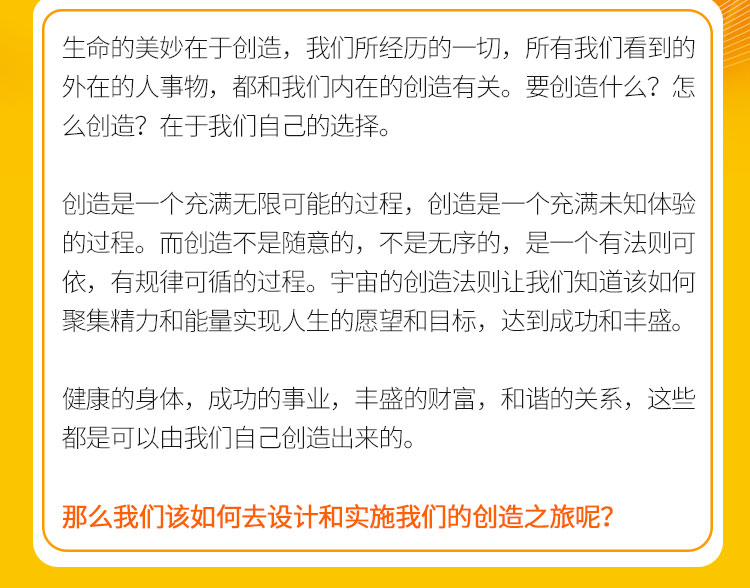 生命的美妙在于创造，我们所经历的一切，所有我们看到的
外在的人事物，都和我们内在的创造有关。要创造什么？怎
么创造？在于我们自己的选择。
创造是一个充满无限可能的过程，创造是一个充满未知体验
的过程。而创造不是随意的，不是无序的，是一个有法则可
依，有规律可循的过程。宇宙的创造法则让我们知道该如何
聚集精力和能量实现人生的愿望和目标，达到成功和丰盛。
健康的身体，成功的事业，丰盛的财富，和谐的关系，这些
都是可以由我们自己创造出来的。
那么我们该如何去设计和实施我们的创造之旅呢？